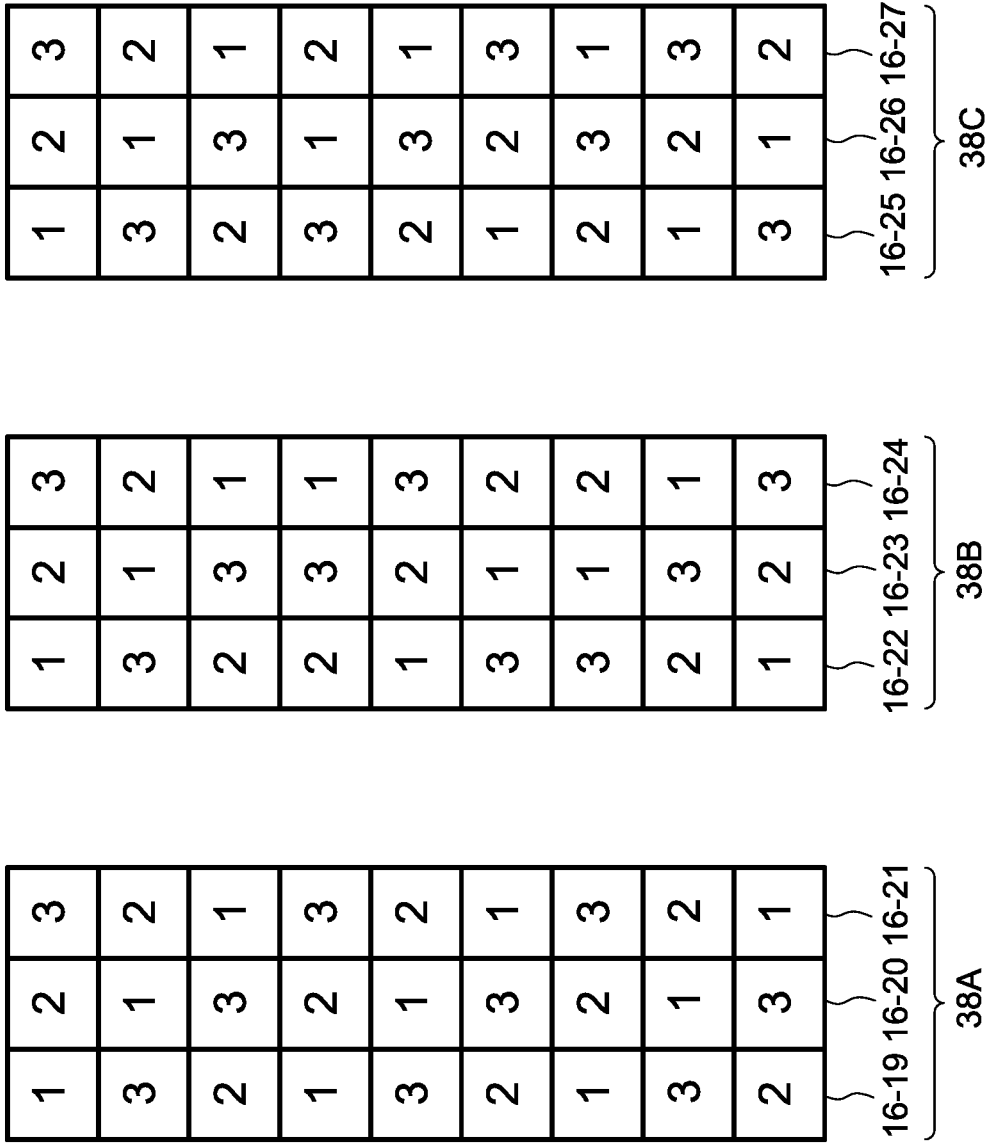 1 2 3 1 2 3 1 2 3
3 1 2 3 1 2 3 1 2
2 3 1 2 3 1 2 3 1
1 2 3 2 3 1 3 1 2
3 1 2 1 2 3 2 3 1
2 3 1 3 1 2 1 2 3
1 2 3 3 1 2 2 3 1
3 1 2 2 3 1 1 2 3
2 3 1 1 2 3 3 1 2
16-19 16-20 16-21 16-22 16-23 16-24 16-25 16-26 16-27
38A 38B 38C